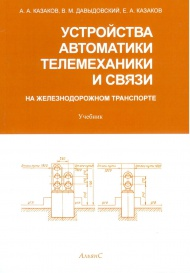 А. А. КАЗАКОВ, В. М. ДАВЫДОВСКИЙ, Е. А. КАЗАКОВ
УСТРОЙСТВА
АВТОМАТИКИ
ТЕЛЕМЕХАНИКИ
И СВЯЗИ
НА ЖЕЛЕЗНОДОРОЖНОМ ТРАНСПОРТЕ
Учебник
АльянС